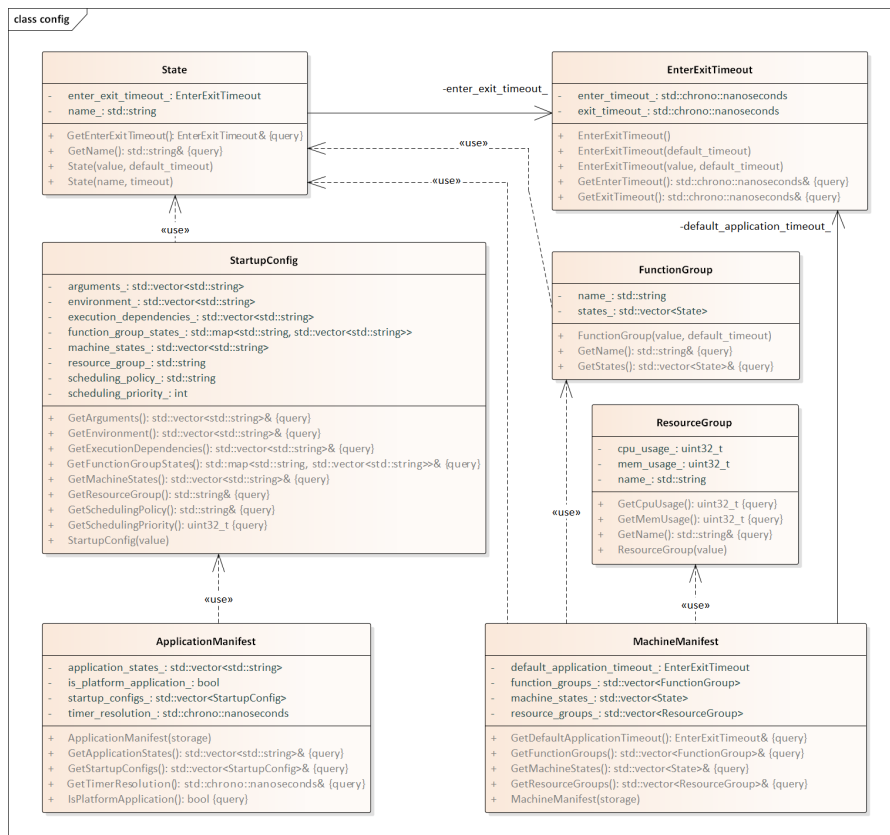 class config
State
- enter_exit_timeout_: EnterExitTimeout
- name_: std::string
+ GetEnterExitTimeout(): EnterExitTimeout& {query}
+ GetName(): std::string& {query}
+ State(value, default_timeout)
+ State(name, timeout)
-enter_exit_timeout_
«use»
«use»
EnterExitTimeout
- enter_timeout_: std::chrono::nanoseconds
- exit_timeout_: std::chrono::nanoseconds
+ EnterExitTimeout()
+ EnterExitTimeout(default_timeout)
+ EnterExitTimeout(value, default_timeout)
+ GetEnterTimeout(): std::chrono::nanoseconds& {query}
+ GetExitTimeout(): std::chrono::nanoseconds& {query}
-default_application_timeout_
«use»
StartupConfig
- arguments_: std::vector<std::string>
- environment_: std::vector<std::string>
- execution_dependencies_: std::vector<std::string>
- function_group_states_: std::map<std::string, std::vector<std::string>>
- machine_states_: std::vector<std::string>
- resource_group_: std::string
- scheduling_policy_: std::string
- scheduling_priority_: int
+ GetArguments(): std::vector<std::string>& {query}
+ GetEnvironment(): std::vector<std::string>& {query}
+ GetExecutionDependencies(): std::vector<std::string>& {query}
+ GetFunctionGroupStates(): std::map<std::string, std::vector<std::string>>& {query}
+ GetMachineStates(): std::vector<std::string>& {query}
+ GetResourceGroup(): std::string& {query}
+ GetSchedulingPolicy(): std::string& {query}
+ GetSchedulingPriority(): uint32_t {query}
+ StartupConfig(value)
FunctionGroup
- name_: std::string
- states_: std::vector<State>
+ FunctionGroup(value, default_timeout)
+ GetName(): std::string& {query}
+ GetStates(): std::vector<State>& {query}
ResourceGroup
- cpu_usage_: uint32_t
- mem_usage_: uint32_t
- name_: std::string
+ GetCpuUsage(): uint32_t {query}
+ GetMemUsage(): uint32_t {query}
+ GetName(): std::string& {query}
+ ResourceGroup(value)
«use»
«use»
«use»
ApplicationManifest
- application_states_: std::vector<std::string>
- is_platform_application_: bool
- startup_configs_: std::vector<StartupConfig>
- timer_resolution_: std::chrono::nanoseconds
+ ApplicationManifest(storage)
+ GetApplicationStates(): std::vector<std::string>& {query}
+ GetStartupConfigs(): std::vector<StartupConfig>& {query}
+ GetTimerResolution(): std::chrono::nanoseconds& {query}
+ IsPlatformApplication(): bool {query}
MachineManifest
- default_application_timeout_: EnterExitTimeout
- function_groups_: std::vector<FunctionGroup>
- machine_states_: std::vector<State>
- resource_groups_: std::vector<ResourceGroup>
+ GetDefaultApplicationTimeout(): EnterExitTimeout& {query}
+ GetFunctionGroups(): std::vector<FunctionGroup>& {query}
+ GetMachineStates(): std::vector<State>& {query}
+ GetResourceGroups(): std::vector<ResourceGroup>& {query}
+ MachineManifest(storage)